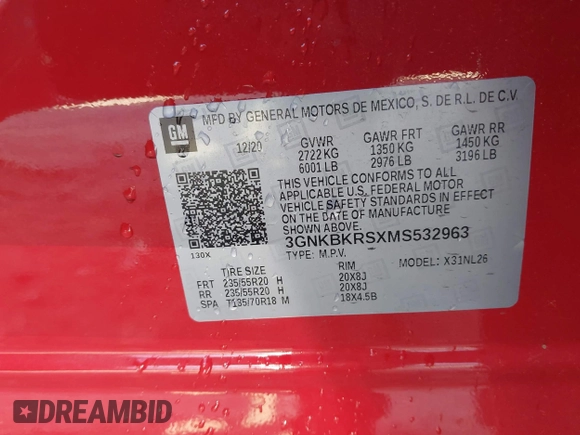 MFD BY GENERAL MOTORS DE MEXICO, S. DE R.L. DE C.V.
GM
12/20 GVWR GAWR FRT GAWR RR
2722 KG 1350 KG 1450 KG
6001 LB 2976 LB 3196 LB
THIS VEHICLE CONFORMS TO ALL
APPLICABLE U.S. FEDERAL MOTOR
VEHICLE SAFETY STANDARDS IN EFFECT
ON THE DATE OF MANUFACTURE
3GNKBKRSXMS532963
130X TYPE: M.P.V. MODEL: X31NL26
TIRE SIZE RIM
FRT 235/55R20 H 20X8J
RR 235/55R20 H 20X8J
SPA T135/70R18 M 18X4.5B
DREAMBID